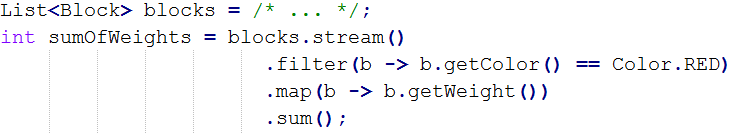 List<Block> blocks = /* ... */;
int sumOfWeights = blocks.stream()
.filter(b -> b.getColor() == Color.RED)
.map(b -> b.getWeight())
.sum();